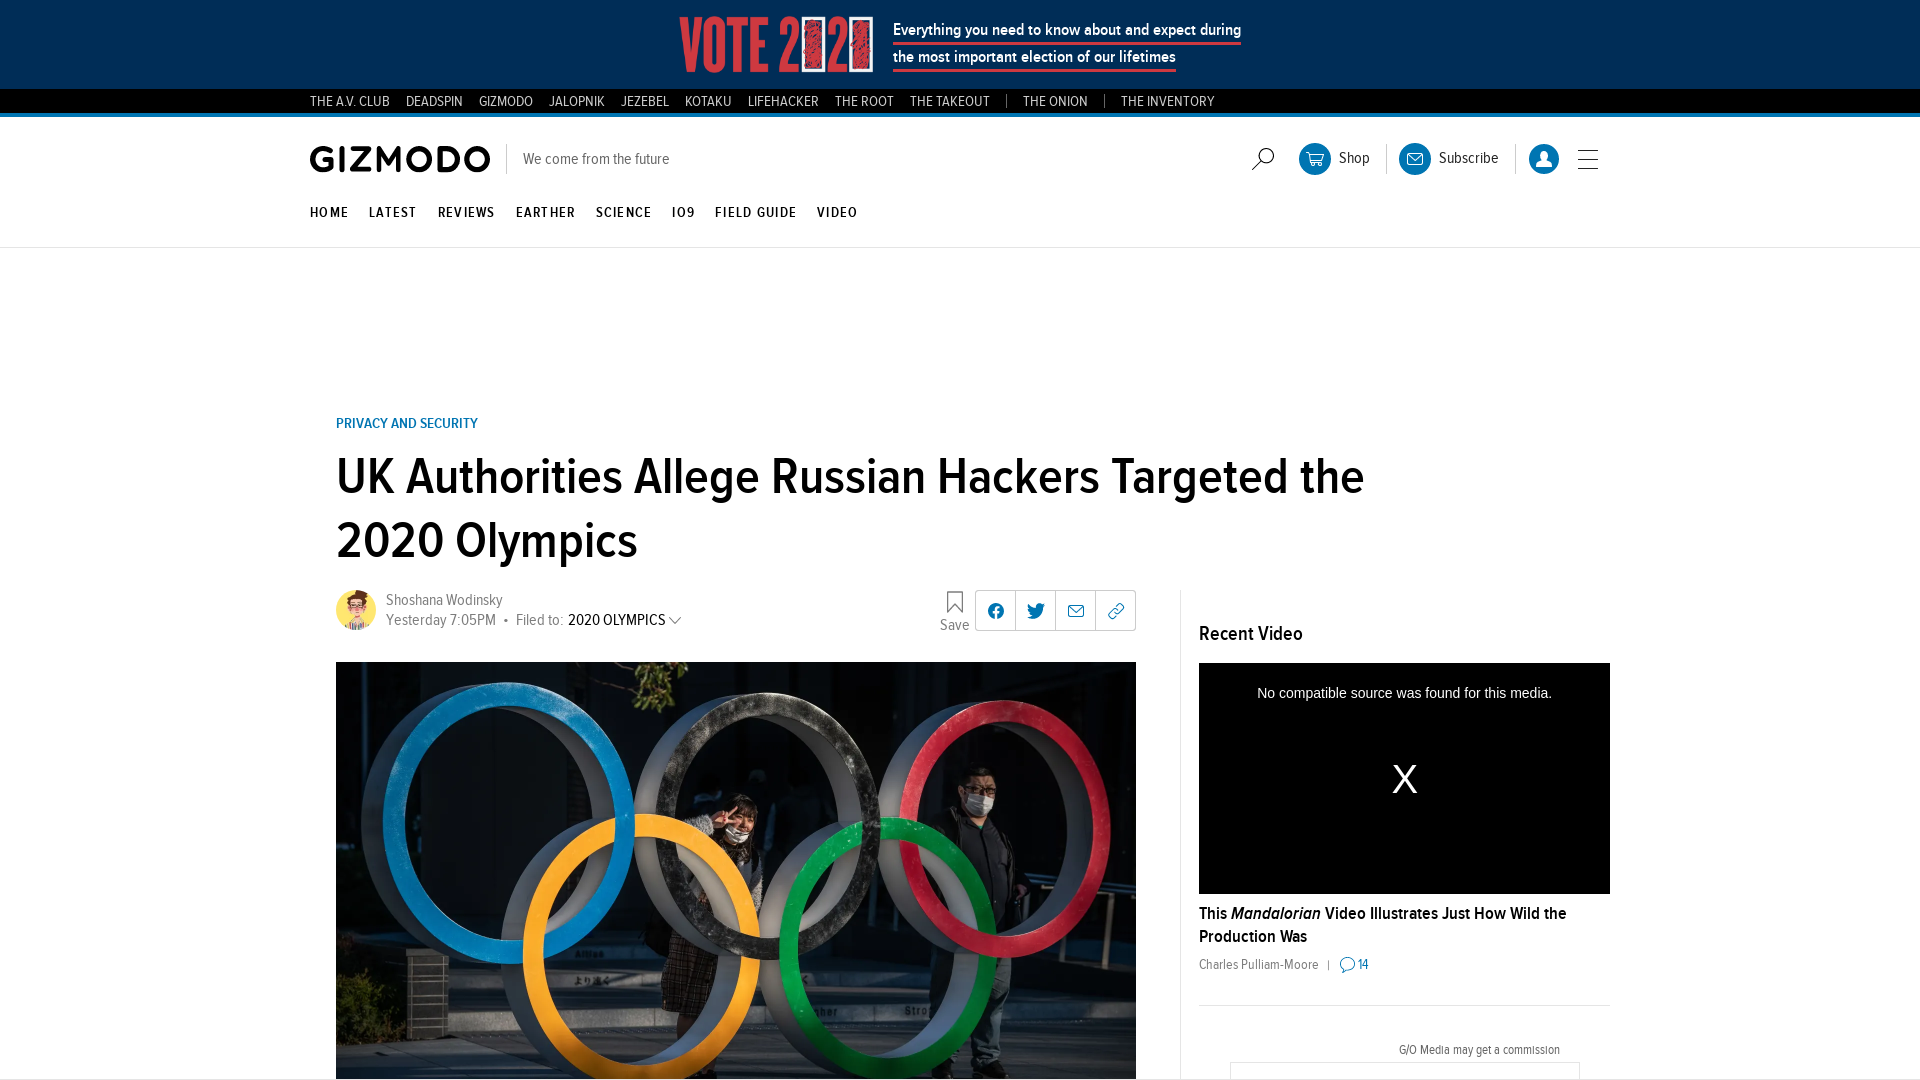 VOTE 2020
Everything you need to know about and expect during
the most important election of our lifetimes
THE A.V. CLUB DEADSPIN GIZMODO JALOPNIK JEZEBEL KOTAKU LIFEHACKER THE ROOT THE TAKEOUT THE ONION THE INVENTORY
GIZMODO We come from the future Shop Subscribe
HOME LATEST REVIEWS EARTHER SCIENCE IO9 FIELD GUIDE VIDEO
PRIVACY AND SECURITY
UK Authorities Allege Russian Hackers Targeted the
2020 Olympics
Shoshana Wodinsky
Yesterday 7:05PM • Filed to: 2020 OLYMPICS
Save
Recent Video
No compatible source was found for this media.
X
This Mandalorian Video Illustrates Just How Wild the
Production Was
Charles Pulliam-Moore | 14
G/O Media may get a commission